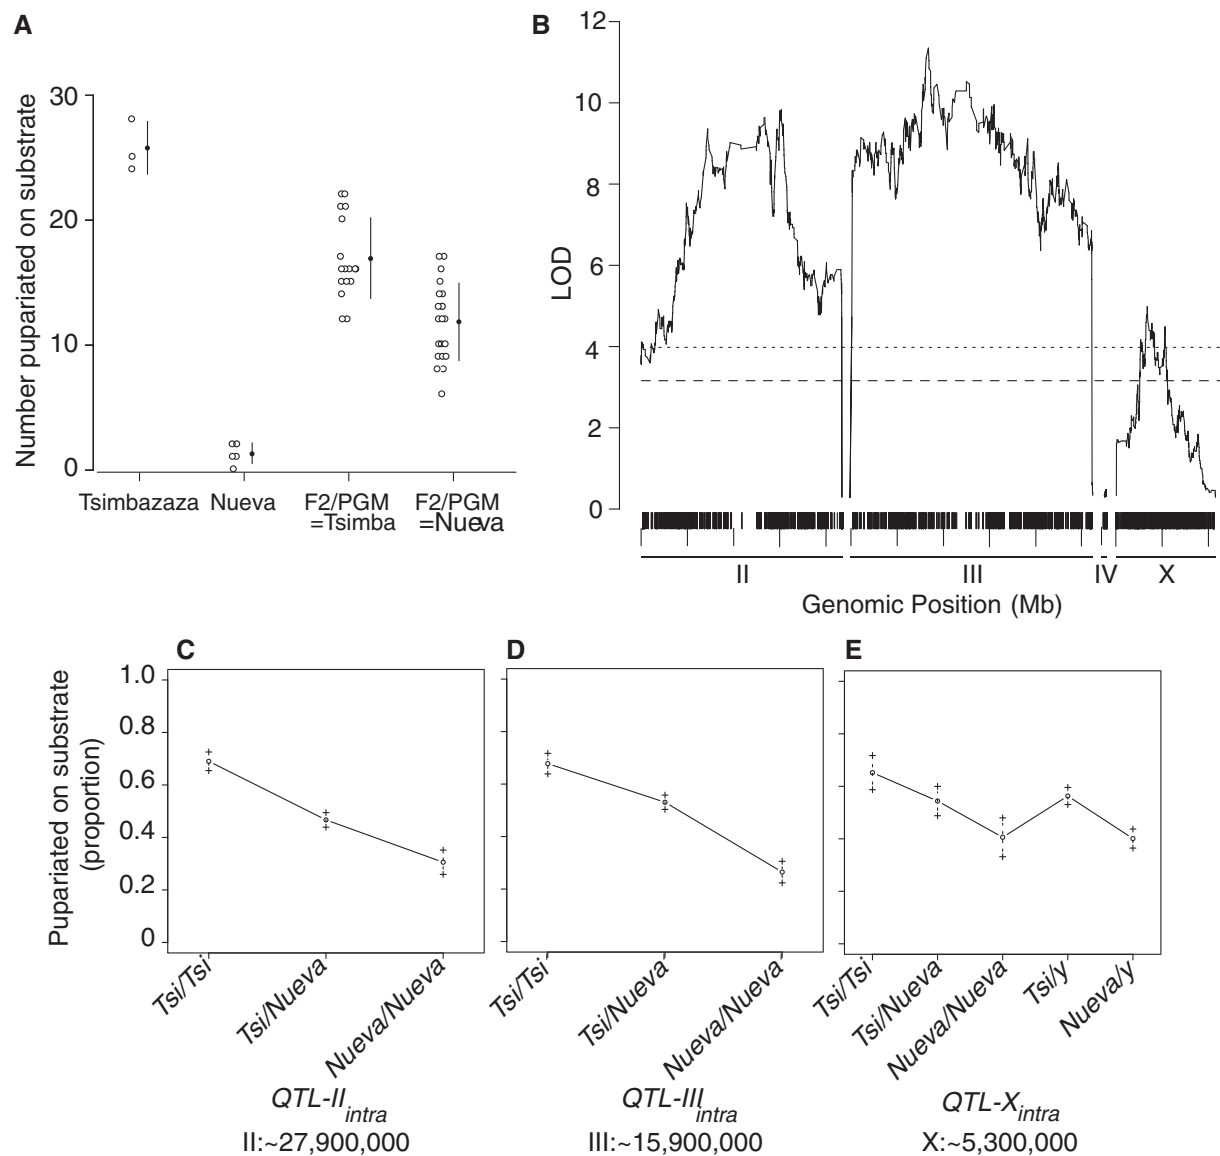 A
Number pupariated on substrate
30
20
10
0
Tsimbazaza
Nueva
F2/PGM
=Tsimba
F2/PGM
=Nueva
B
LOD
12
10
8
6
4
2
0
II
III
IV
X
Genomic Position (Mb)
C
Pupariated on substrate
(proportion)
1.0
0.8
0.6
0.4
0.2
0
Tsi/Tsi
Tsi/Nueva
Nueva/Nueva
QTL-II intra
II:~27,900,000
D
Tsi/Tsi
Tsi/Nueva
Nueva/Nueva
QTL-III intra
III:~15,900,000
E
Tsi/Tsi
Tsi/Nueva
Nueva/Nueva
Tsi/y
Nueva/y
QTL-X intra
X:~5,300,000